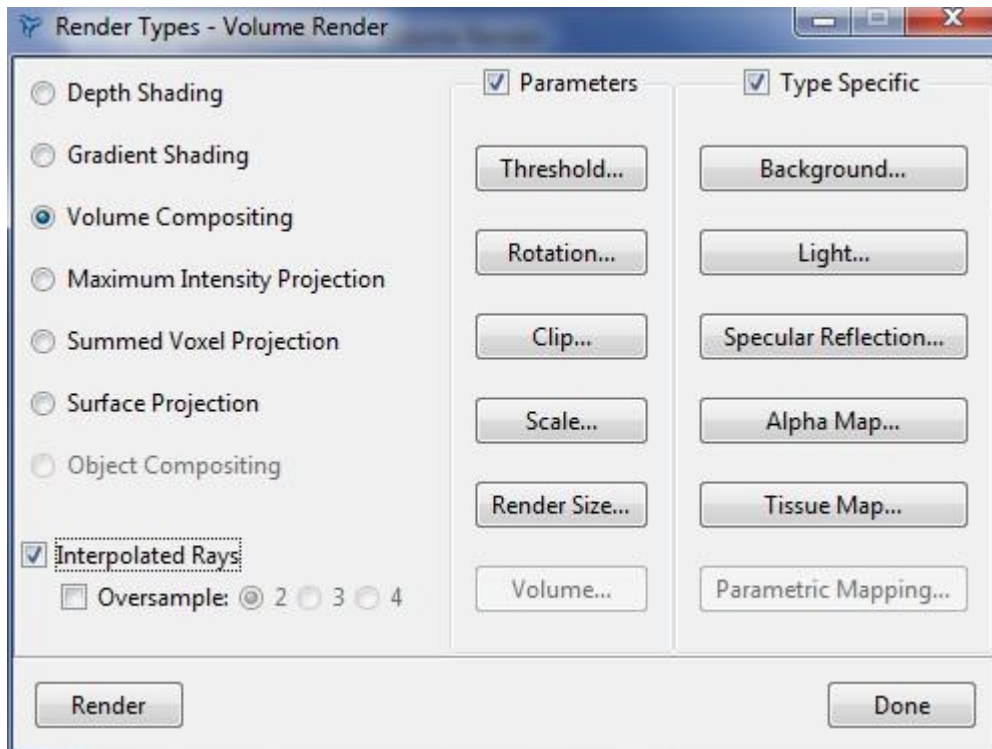 Render Types - Volume Render
Depth Shading
Gradient Shading
Volume Compositing
Maximum Intensity Projection
Summed Voxel Projection
Surface Projection
Object Compositing
Interpolated Rays
Oversample: 2 3 4
Parameters
Threshold...
Rotation...
Clip...
Scale...
Render Size...
Volume...
Type Specific
Background...
Light...
Specular Reflection...
Alpha Map...
Tissue Map...
Parametric Mapping...
Render
Done